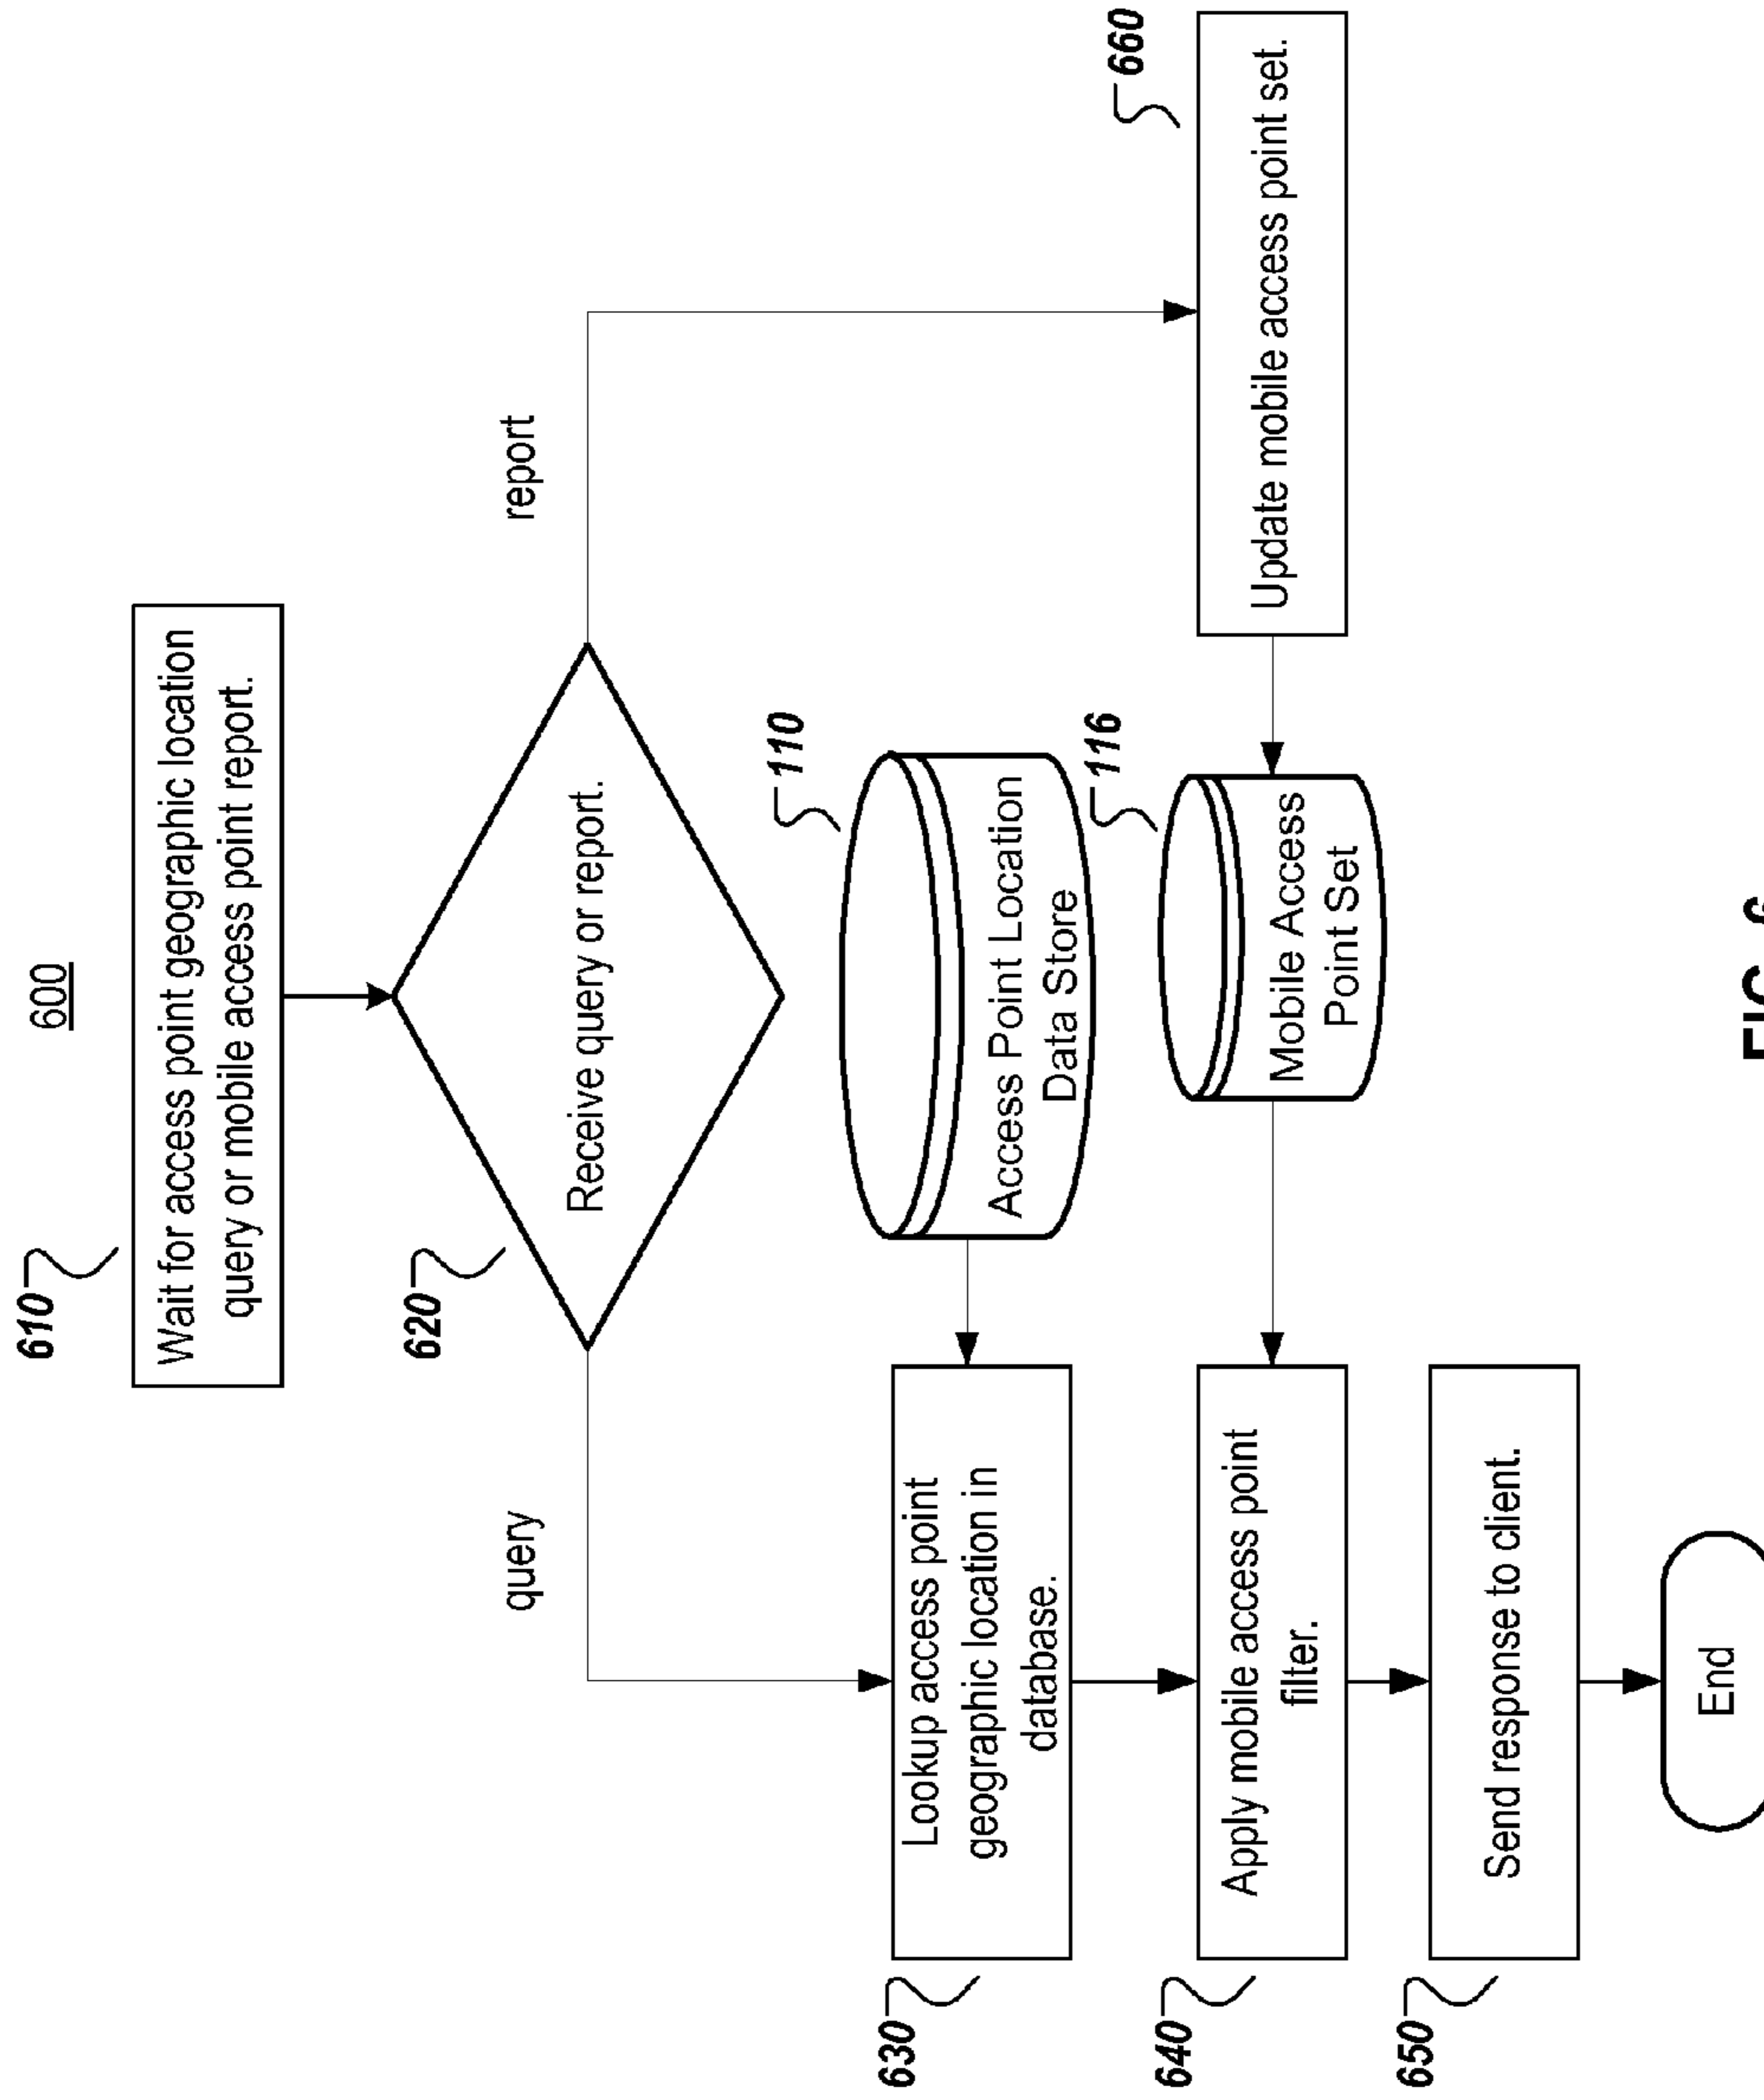 600
610
Wait for access point geographic location
query or mobile access point report.
620
Receive query or report.
query
report
110
Access Point Location
Data Store
630
Lookup access point
geographic location in
database.
116
Mobile Access
Point Set
660
Update mobile access point set.
640
Apply mobile access point
filter.
650
Send response to client.
End